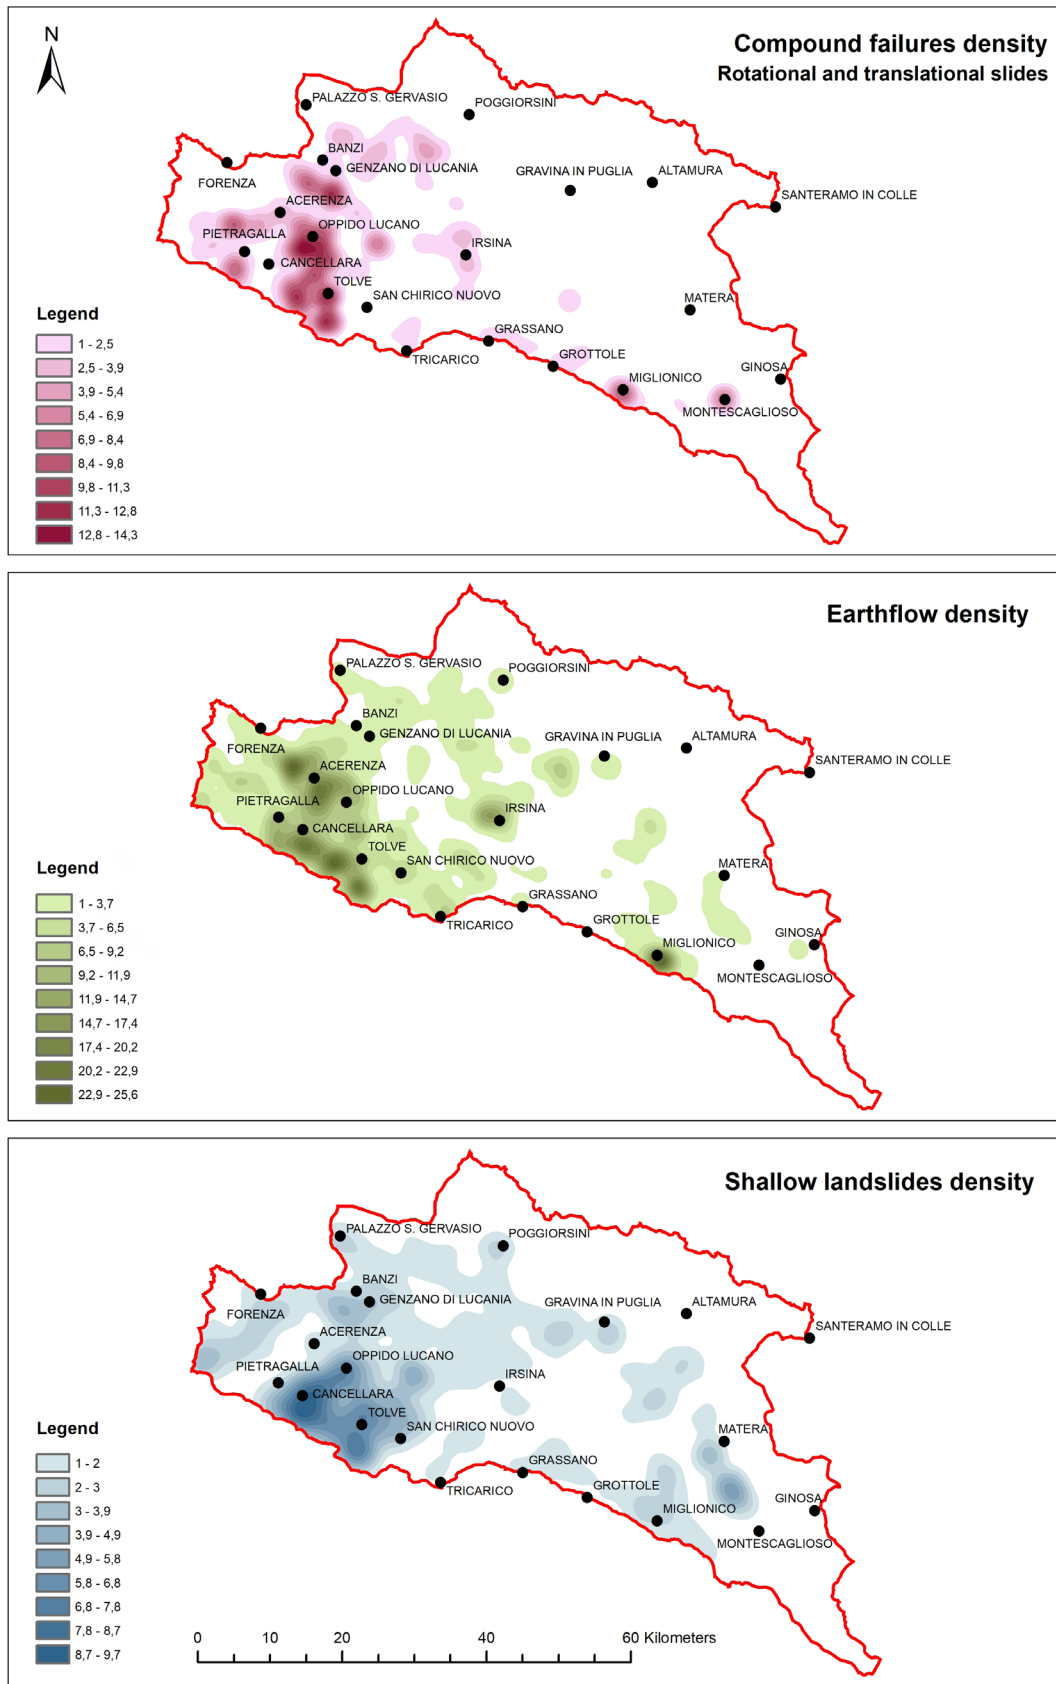 N
Compound failures density
Rotational and translational slides
PALAZZO S. GERVASIO
POGGIORSINI
BANZI
GENZANO DI LUCANIA
FORENZA
GRAVINA IN PUGLIA
ALTAMURA
SANTERAMO IN COLLE
ACERENZA
OPPIDO LUCANO
PIETRAGALLA
IRSINA
CANCELLARA
TOLVE
SAN CHIRICO NUOVO
MATERA
GRASSANO
TRICARICO
GROTTOLE
GINOSA
MIGLIONICO
MONTESCAGLIOSO
Legend
1 - 2,5
2,5 - 3,9
3,9 - 5,4
5,4 - 6,9
6,9 - 8,4
8,4 - 9,8
9,8 - 11,3
11,3 - 12,8
12,8 - 14,3
Earthflow density
PALAZZO S. GERVASIO
POGGIORSINI
BANZI
GENZANO DI LUCANIA
FORENZA
GRAVINA IN PUGLIA
ALTAMURA
SANTERAMO IN COLLE
ACERENZA
OPPIDO LUCANO
PIETRAGALLA
IRSINA
CANCELLARA
TOLVE
SAN CHIRICO NUOVO
MATERA
GRASSANO
TRICARICO
GROTTOLE
GINOSA
MIGLIONICO
MONTESCAGLIOSO
Legend
1 - 3,7
3,7 - 6,5
6,5 - 9,2
9,2 - 11,9
11,9 - 14,7
14,7 - 17,4
17,4 - 20,2
20,2 - 22,9
22,9 - 25,6
Shallow landslides density
PALAZZO S. GERVASIO
POGGIORSINI
BANZI
GENZANO DI LUCANIA
FORENZA
GRAVINA IN PUGLIA
ALTAMURA
SANTERAMO IN COLLE
ACERENZA
OPPIDO LUCANO
PIETRAGALLA
IRSINA
CANCELLARA
TOLVE
SAN CHIRICO NUOVO
MATERA
GRASSANO
TRICARICO
GROTTOLE
GINOSA
MIGLIONICO
MONTESCAGLIOSO
Legend
1 - 2
2 - 3
3 - 3,9
3,9 - 4,9
4,9 - 5,8
5,8 - 6,8
6,8 - 7,8
7,8 - 8,7
8,7 - 9,7
0 10 20 40 60 Kilometers